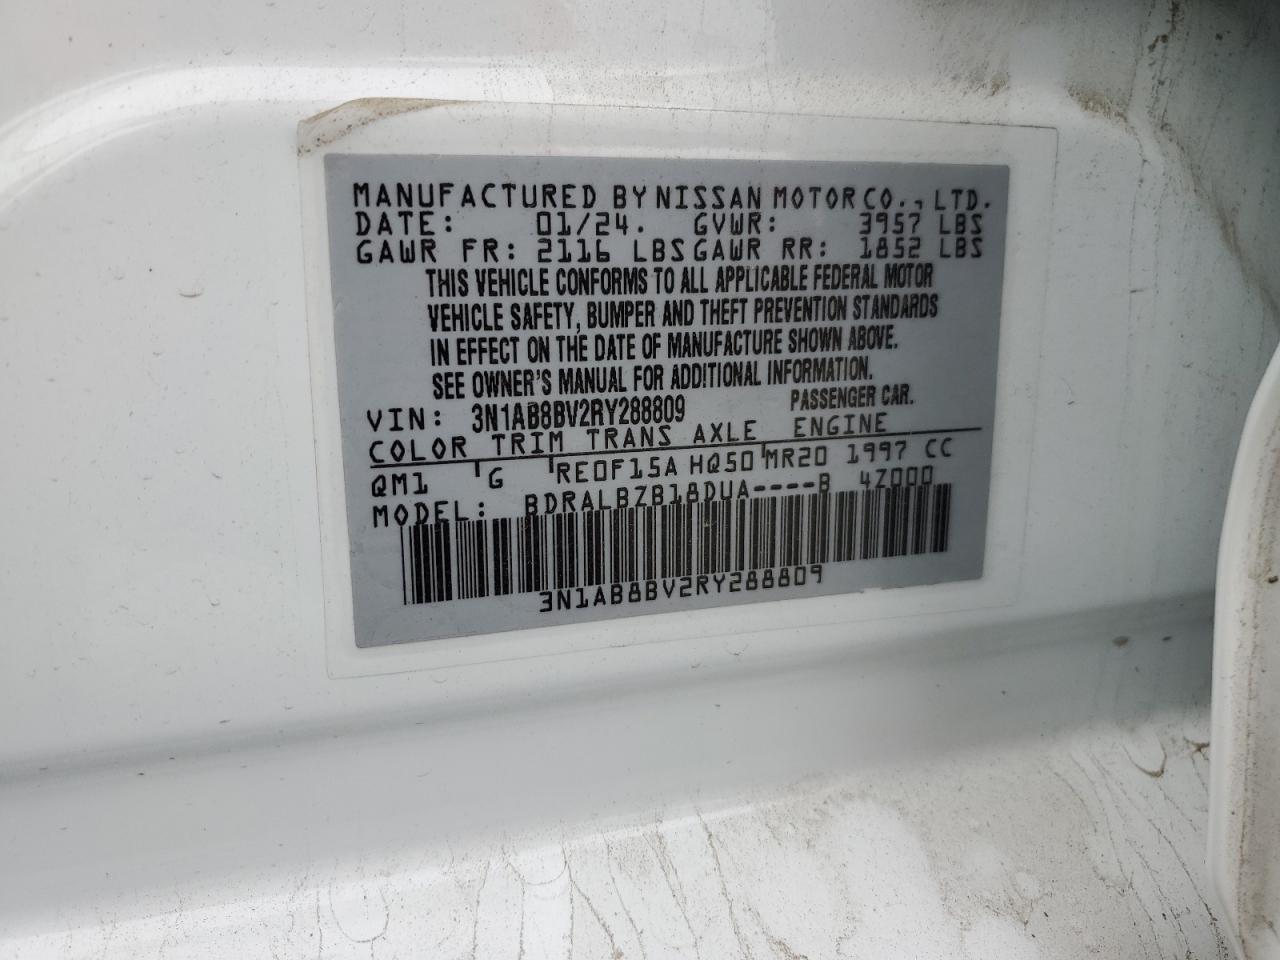 MANUFACTURED BY NISSAN MOTOR CO., LTD.
DATE: 01/24. GVWR: 3957 LBS
GAWR FR: 2116 LBS GAWR RR: 1852 LBS
THIS VEHICLE CONFORMS TO ALL APPLICABLE FEDERAL MOTOR
VEHICLE SAFETY, BUMPER AND THEFT PREVENTION STANDARDS
IN EFFECT ON THE DATE OF MANUFACTURE SHOWN ABOVE.
SEE OWNER'S MANUAL FOR ADDITIONAL INFORMATION.
VIN: 3N1AB8BV2RY288809 PASSENGER CAR.
COLOR TRIM TRANS AXLE ENGINE
QM1 G RE0F15A HQ50 MR20 1997 CC
MODEL: BDRALBZB18DUA----B 4Z000
3N1AB8BV2RY288809